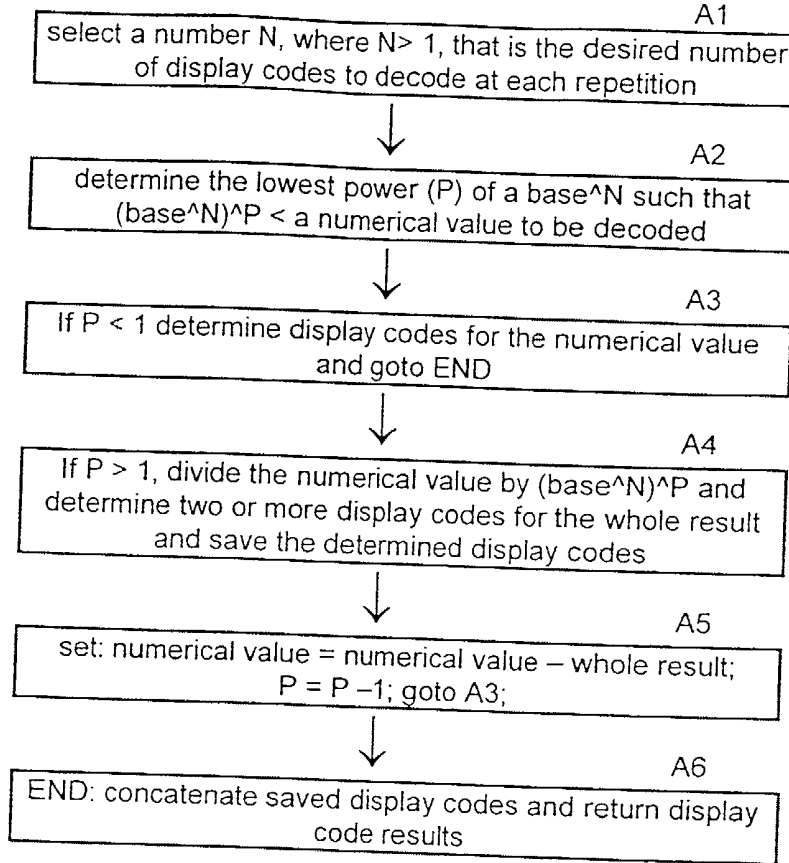 A1
select a number N, where N> 1, that is the desired number
of display codes to decode at each repetition
A2
determine the lowest power (P) of a base^N such that
(base^N)^P < a numerical value to be decoded
A3
If P < 1 determine display codes for the numerical value
and goto END
A4
If P > 1, divide the numerical value by (base^N)^P and
determine two or more display codes for the whole result
and save the determined display codes
A5
set: numerical value = numerical value – whole result;
P = P –1; goto A3;
A6
END: concatenate saved display codes and return display
code results